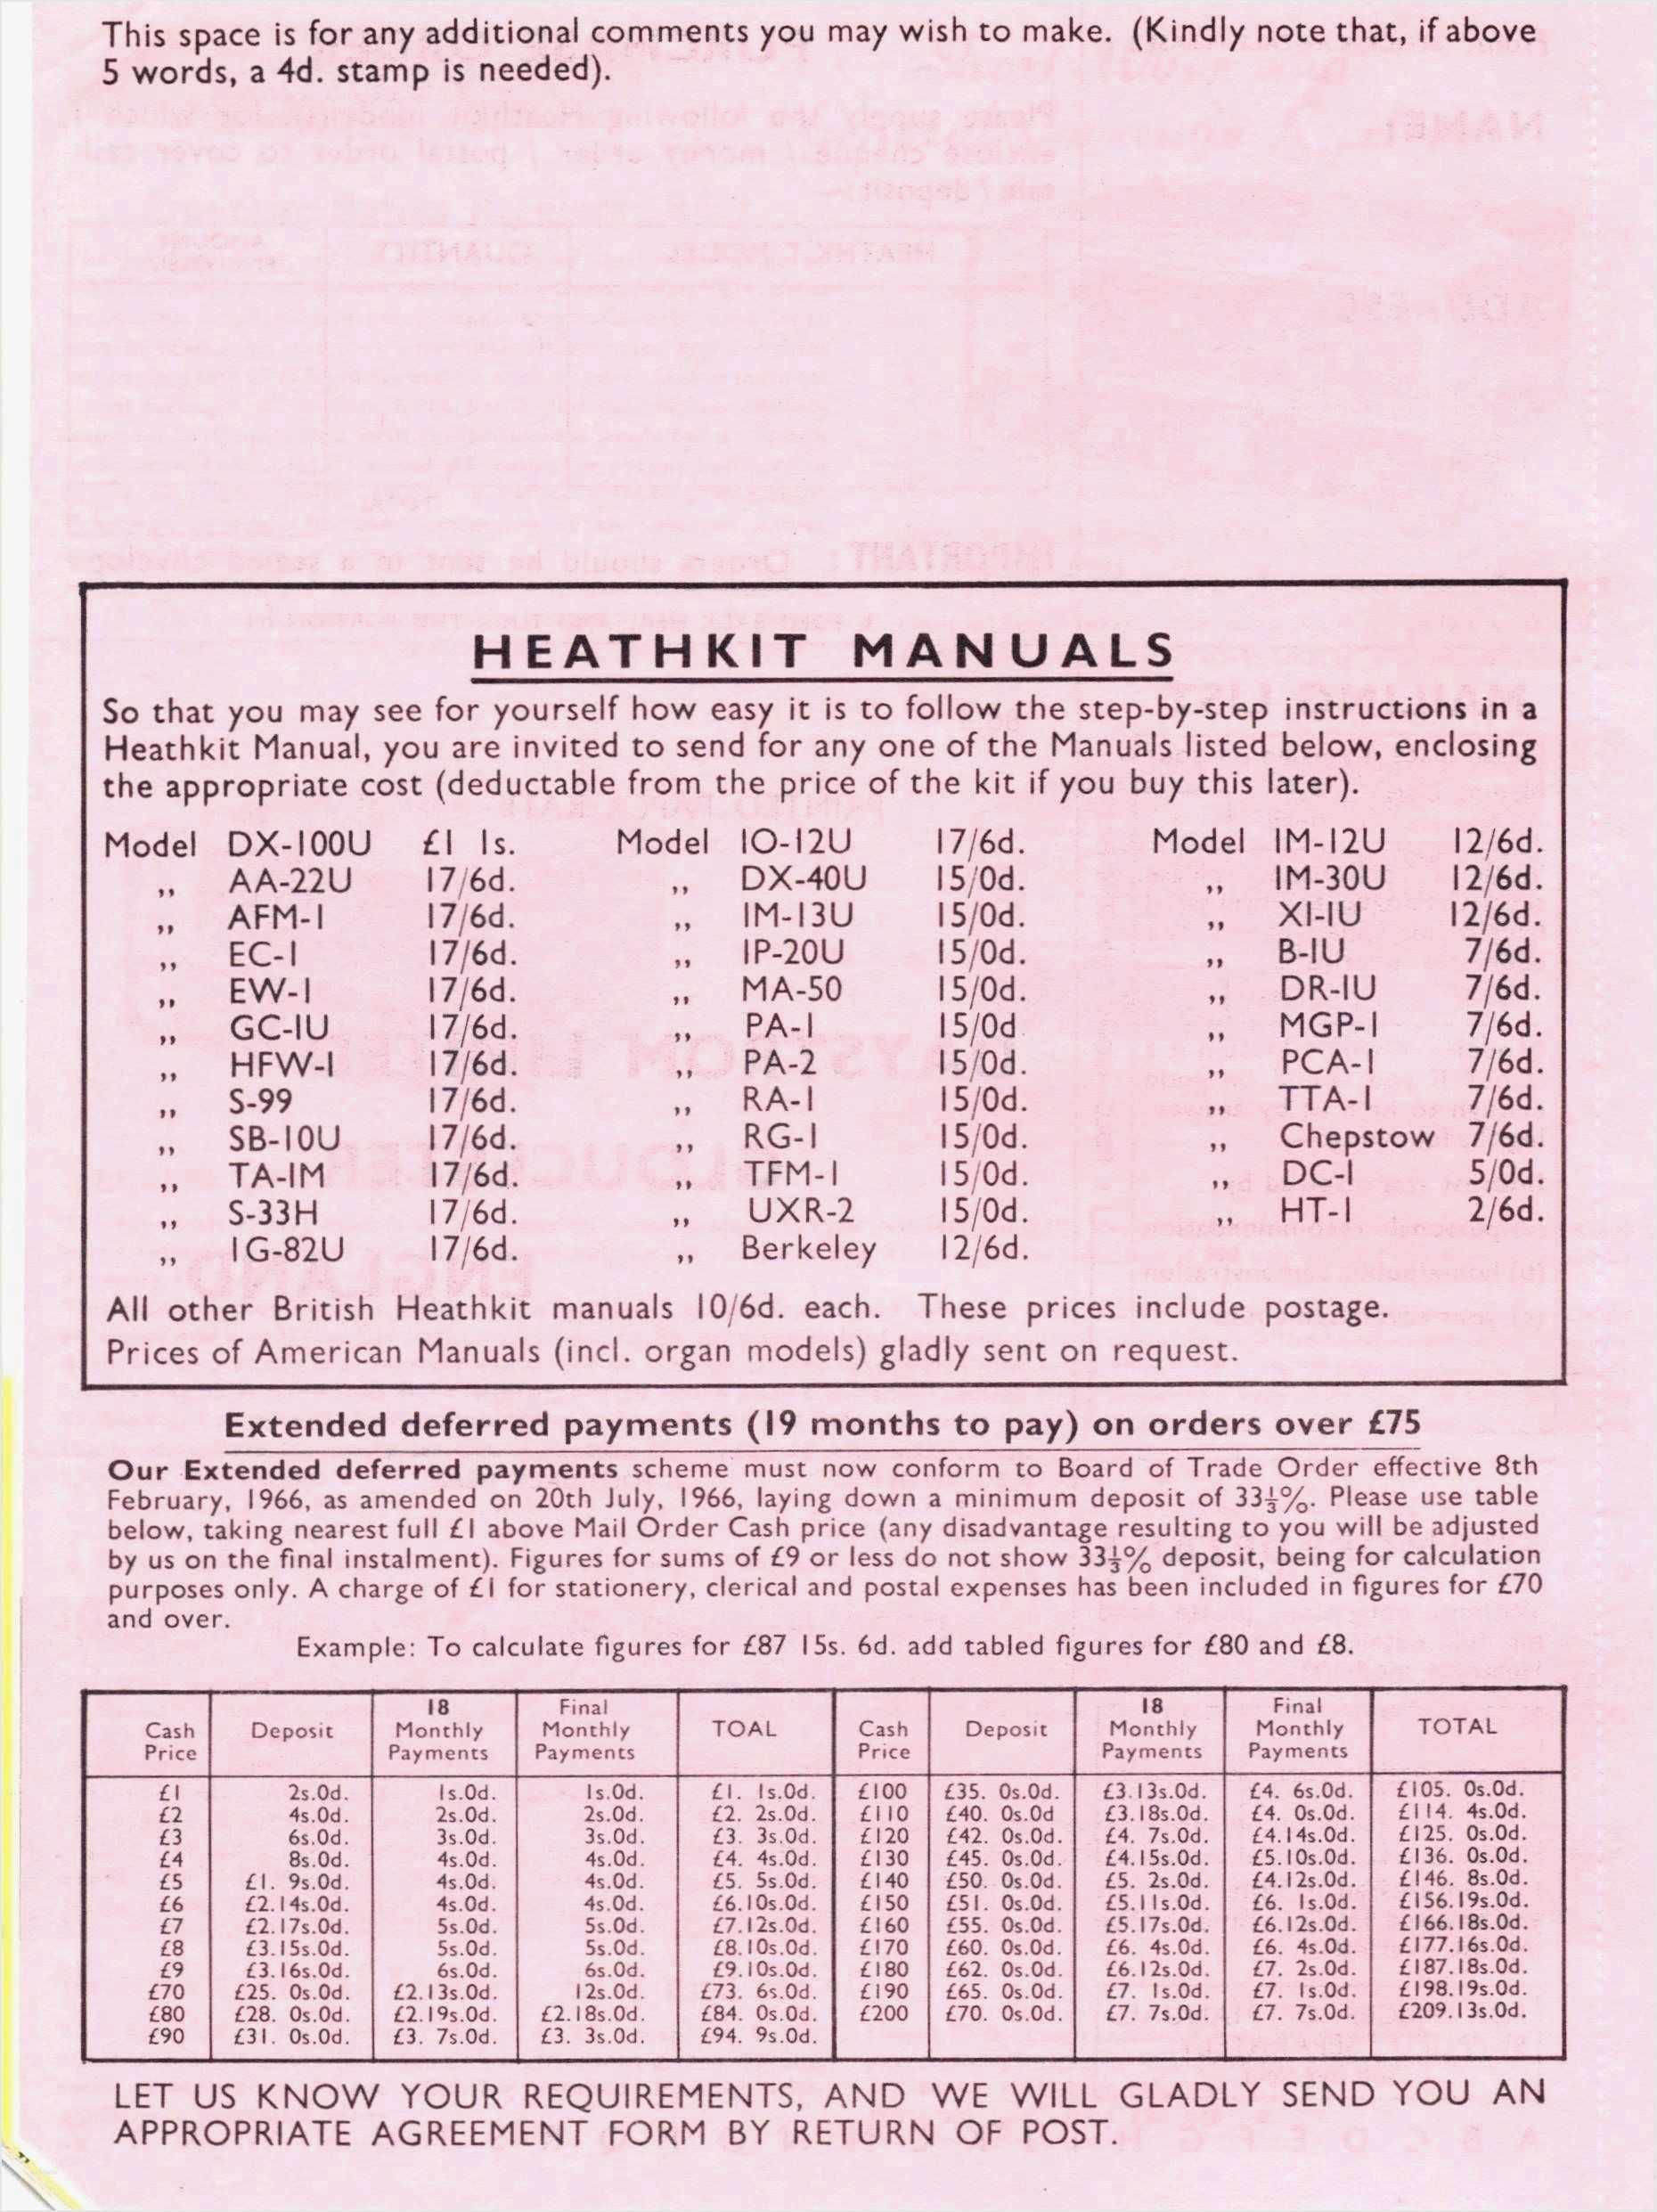 This space is for any additional comments you may wish to make. (Kindly note that, if above
5 words, a 4d. stamp is needed).
HEATHKIT MANUALS
So that you may see for yourself how easy it is to follow the step-by-step instructions in a
Heathkit Manual, you are invited to send for any one of the Manuals listed below, enclosing
the appropriate cost (deductable from the price of the kit if you buy this later).
Model DX-100U £1 1s. Model IO-12U 17/6d. Model IM-12U 12/6d.
,, AA-22U 17/6d. ,, DX-40U 15/0d. ,, IM-30U 12/6d.
,, AFM-1 17/6d. ,, IM-13U 15/0d. ,, XI-IU 12/6d.
,, EC-1 17/6d. ,, IP-20U 15/0d. ,, B-IU 7/6d.
,, EW-1 17/6d. ,, MA-50 15/0d. ,, DR-IU 7/6d.
,, GC-IU 17/6d. ,, PA-1 15/0d ,, MGP-1 7/6d.
,, HFW-1 17/6d. ,, PA-2 15/0d. ,, PCA-1 7/6d.
,, S-99 17/6d. ,, RA-1 15/0d. ,, TTA-1 7/6d.
,, SB-10U 17/6d. ,, RG-1 15/0d. ,, Chepstow 7/6d.
,, TA-IM 17/6d. ,, TFM-1 15/0d. ,, DC-1 5/0d.
,, S-33H 17/6d. ,, UXR-2 15/0d. ,, HT-1 2/6d.
,, IG-82U 17/6d. ,, Berkeley 12/6d.
All other British Heathkit manuals 10/6d. each. These prices include postage.
Prices of American Manuals (incl. organ models) gladly sent on request.
Extended deferred payments (19 months to pay) on orders over £75
Our Extended deferred payments scheme must now conform to Board of Trade Order effective 8th
February, 1966, as amended on 20th July, 1966, laying down a minimum deposit of 33⅓%. Please use table
below, taking nearest full £1 above Mail Order Cash price (any disadvantage resulting to you will be adjusted
by us on the final instalment). Figures for sums of £9 or less do not show 33⅓% deposit, being for calculation
purposes only. A charge of £1 for stationery, clerical and postal expenses has been included in figures for £70
and over.
Example: To calculate figures for £87 15s. 6d. add tabled figures for £80 and £8.
Cash Price Deposit 18 Monthly Payments Final Monthly Payments TOAL Cash Price Deposit 18 Monthly Payments Final Monthly Payments TOTAL
£1 2s.0d. 1s.0d. 1s.0d. £1. 1s.0d. £100 £35. 0s.0d. £3.13s.0d. £4. 6s.0d. £105. 0s.0d.
£2 4s.0d. 2s.0d. 2s.0d. £2. 2s.0d. £110 £40. 0s.0d £3.18s.0d. £4. 0s.0d. £114. 4s.0d.
£3 6s.0d. 3s.0d. 3s.0d. £3. 3s.0d. £120 £42. 0s.0d. £4. 7s.0d. £4.14s.0d. £125. 0s.0d.
£4 8s.0d. 4s.0d. 4s.0d. £4. 4s.0d. £130 £45. 0s.0d. £4.15s.0d. £5.10s.0d. £136. 0s.0d.
£5 £1. 9s.0d. 4s.0d. 4s.0d. £5. 5s.0d. £140 £50. 0s.0d. £5. 2s.0d. £4.12s.0d. £146. 8s.0d.
£6 £2.14s.0d. 4s.0d. 4s.0d. £6.10s.0d. £150 £51. 0s.0d. £5.11s.0d. £6. 1s.0d. £156.19s.0d.
£7 £2.17s.0d. 5s.0d. 5s.0d. £7.12s.0d. £160 £55. 0s.0d. £5.17s.0d. £6.12s.0d. £166.18s.0d.
£8 £3.15s.0d. 5s.0d. 5s.0d. £8.10s.0d. £170 £60. 0s.0d. £6. 4s.0d. £6. 4s.0d. £177.16s.0d.
£9 £3.16s.0d. 6s.0d. 6s.0d. £9.10s.0d. £180 £62. 0s.0d. £6.12s.0d. £7. 2s.0d. £187.18s.0d.
£70 £25. 0s.0d. £2.13s.0d. 12s.0d. £73. 6s.0d. £190 £65. 0s.0d. £7. 1s.0d. £7. 1s.0d. £198.19s.0d.
£80 £28. 0s.0d. £2.19s.0d. £2.18s.0d. £84. 0s.0d. £200 £70. 0s.0d. £7. 7s.0d. £7. 7s.0d. £209.13s.0d.
£90 £31. 0s.0d. £3. 7s.0d. £3. 3s.0d. £94. 9s.0d.
LET US KNOW YOUR REQUIREMENTS, AND WE WILL GLADLY SEND YOU AN
APPROPRIATE AGREEMENT FORM BY RETURN OF POST.